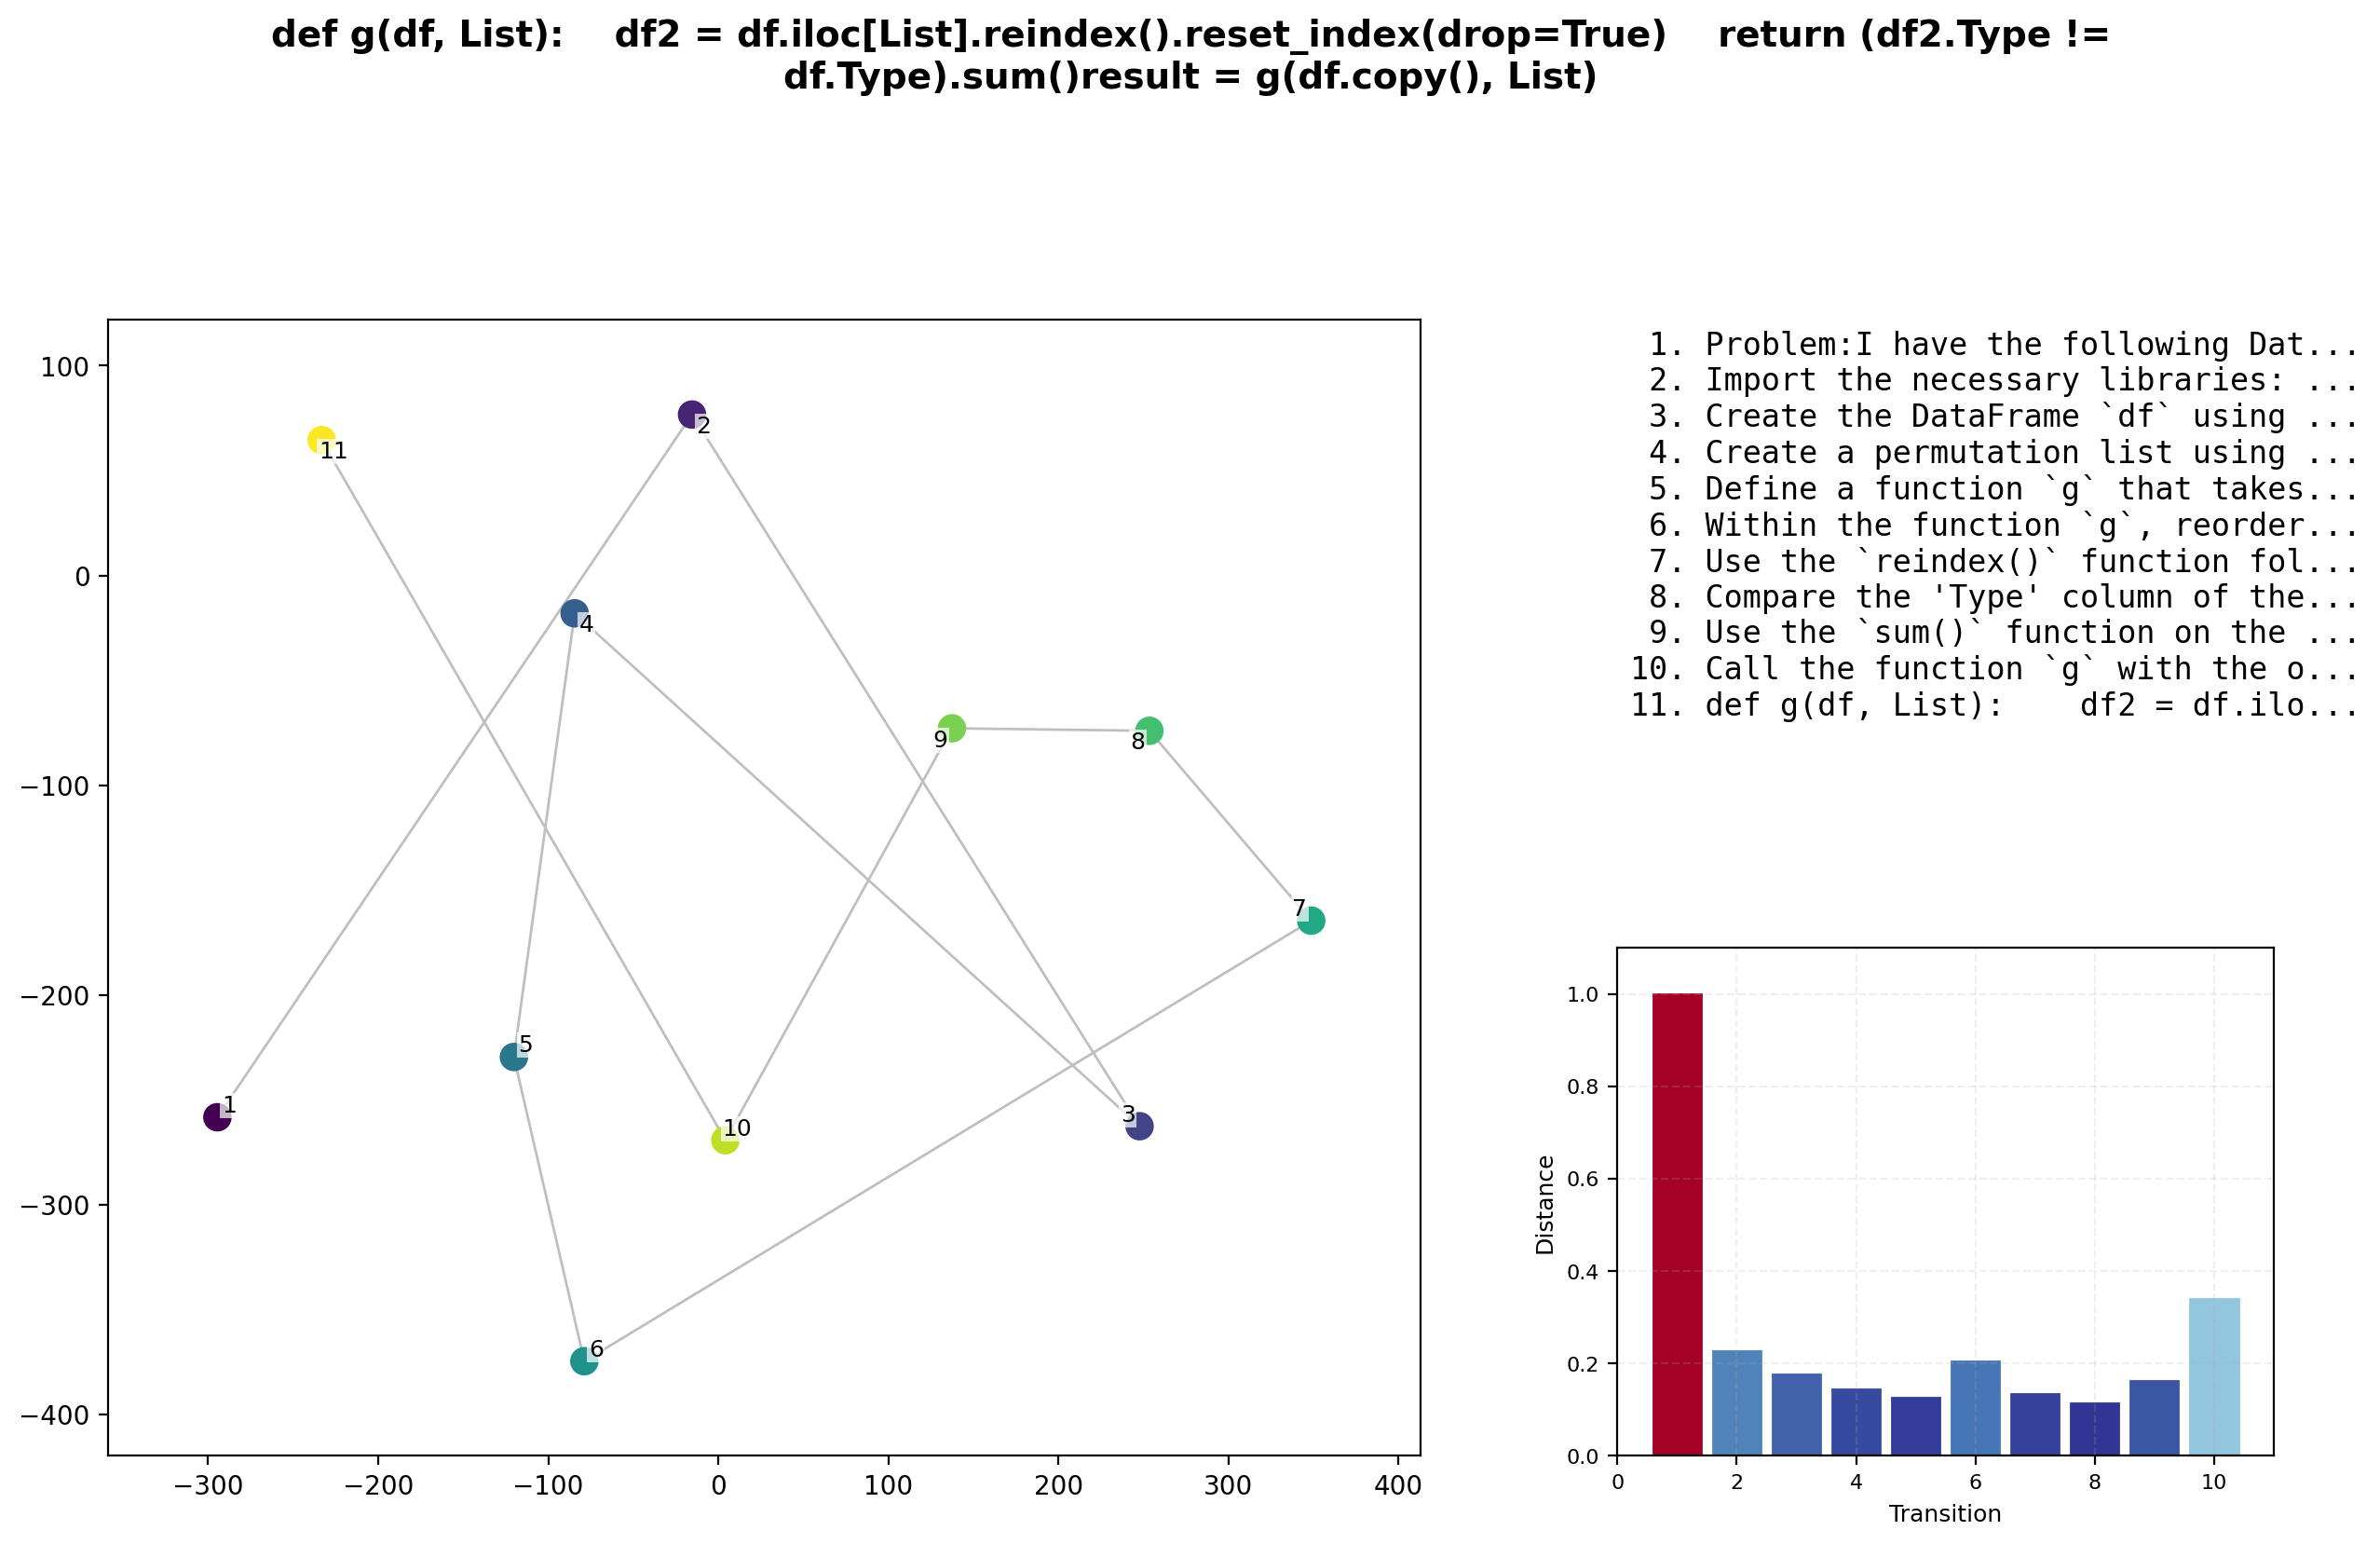 def g(df, List):    df2 = df.iloc[List].reindex().reset_index(drop=True)    return (df2.Type !=
df.Type).sum()result = g(df.copy(), List)
100
0
−100
−200
−300
−400
−300
−200
−100
0
100
200
300
400
1
2
3
4
5
6
7
8
9
10
11
1. Problem:I have the following Dat...
2. Import the necessary libraries: ...
3. Create the DataFrame `df` using ...
4. Create a permutation list using ...
5. Define a function `g` that takes...
6. Within the function `g`, reorder...
7. Use the `reindex()` function fol...
8. Compare the 'Type' column of the...
9. Use the `sum()` function on the ...
10. Call the function `g` with the o...
11. def g(df, List):    df2 = df.ilo...
Distance
1.0
0.8
0.6
0.4
0.2
0.0
0
2
4
6
8
10
Transition